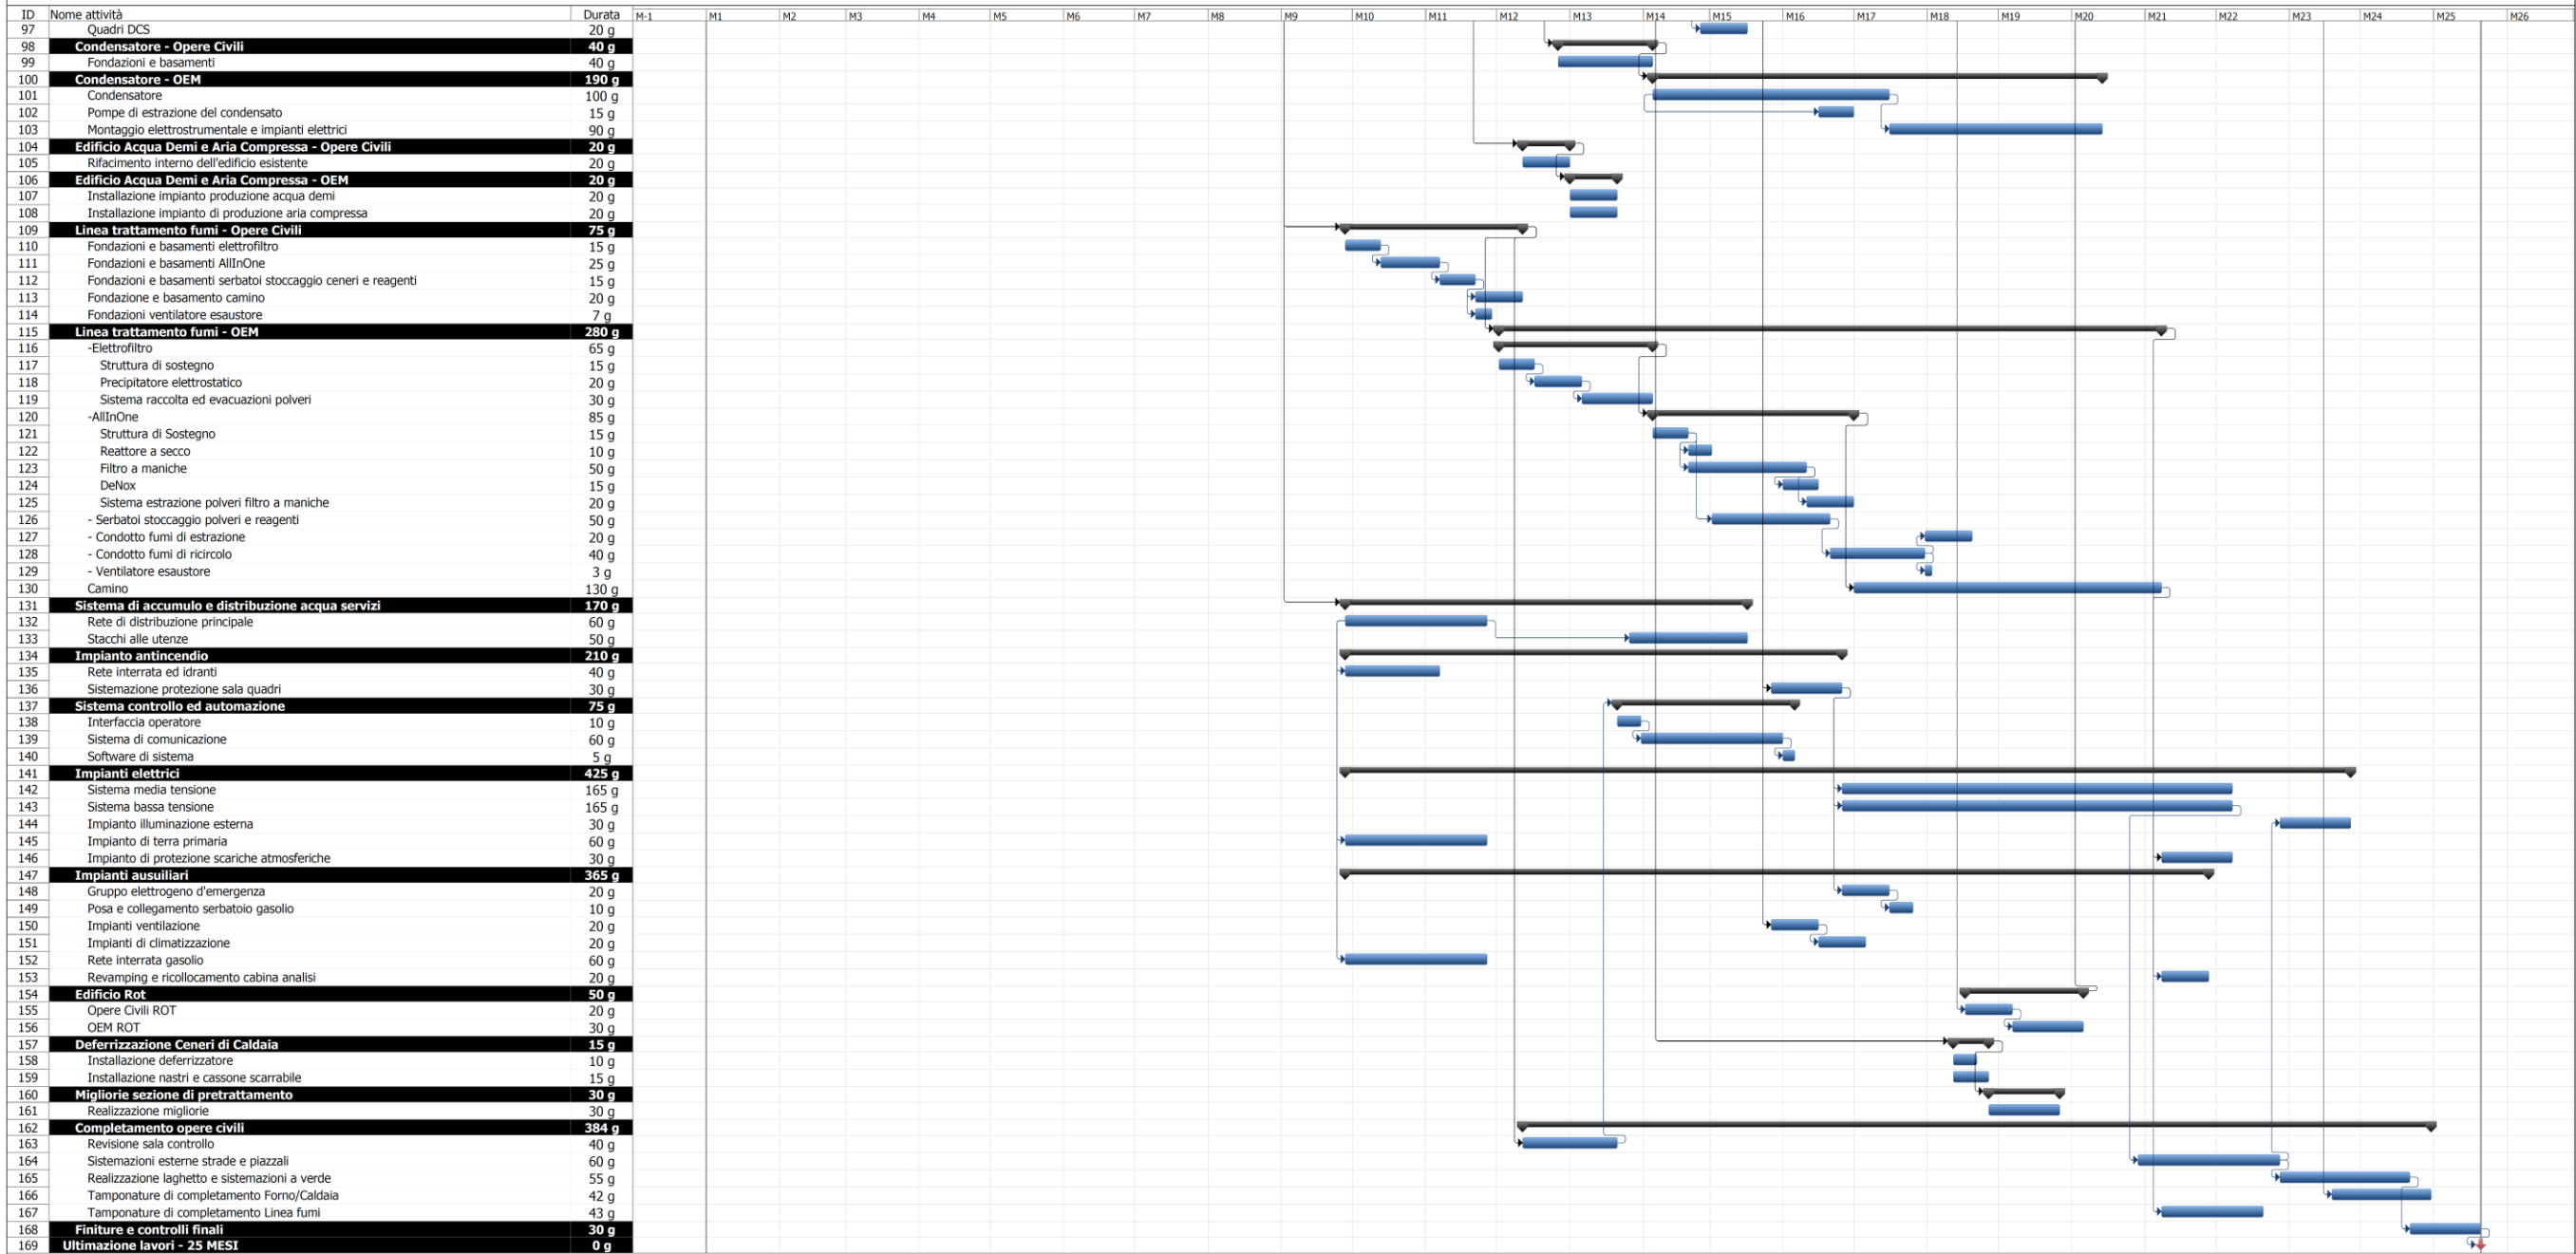 ID Nome attività Durata M-1 M1 M2 M3 M4 M5 M6 M7 M8 M9 M10 M11 M12 M13 M14 M15 M16 M17 M18 M19 M20 M21 M22 M23 M24 M25 M26
97 Quadri DCS 20 g
98 Condensatore - Opere Civili 40 g
99 Fondazioni e basamenti 40 g
100 Condensatore - OEM 190 g
101 Condensatore 100 g
102 Pompe di estrazione del condensato 15 g
103 Montaggio elettrostrumentale e impianti elettrici 90 g
104 Edificio Acqua Demi e Aria Compressa - Opere Civili 20 g
105 Rifacimento interno dell'edificio esistente 20 g
106 Edificio Acqua Demi e Aria Compressa - OEM 20 g
107 Installazione impianto produzione acqua demi 20 g
108 Installazione impianto di produzione aria compressa 20 g
109 Linea trattamento fumi - Opere Civili 75 g
110 Fondazioni e basamenti elettrofiltro 15 g
111 Fondazioni e basamenti AllInOne 25 g
112 Fondazioni e basamenti serbatoi stoccaggio ceneri e reagenti 15 g
113 Fondazione e basamento camino 20 g
114 Fondazioni ventilatore esaustore 7 g
115 Linea trattamento fumi - OEM 280 g
116 -Elettrofiltro 65 g
117 Struttura di sostegno 15 g
118 Precipitatore elettrostatico 20 g
119 Sistema raccolta ed evacuazioni polveri 30 g
120 -AllInOne 85 g
121 Struttura di Sostegno 15 g
122 Reattore a secco 10 g
123 Filtro a maniche 50 g
124 DeNox 15 g
125 Sistema estrazione polveri filtro a maniche 20 g
126 - Serbatoi stoccaggio polveri e reagenti 50 g
127 - Condotto fumi di estrazione 20 g
128 - Condotto fumi di ricircolo 40 g
129 - Ventilatore esaustore 3 g
130 Camino 130 g
131 Sistema di accumulo e distribuzione acqua servizi 170 g
132 Rete di distribuzione principale 60 g
133 Stacchi alle utenze 50 g
134 Impianto antincendio 210 g
135 Rete interrata ed idranti 40 g
136 Sistemazione protezione sala quadri 30 g
137 Sistema controllo ed automazione 75 g
138 Interfaccia operatore 10 g
139 Sistema di comunicazione 60 g
140 Software di sistema 5 g
141 Impianti elettrici 425 g
142 Sistema media tensione 165 g
143 Sistema bassa tensione 165 g
144 Impianto illuminazione esterna 30 g
145 Impianto di terra primaria 60 g
146 Impianto di protezione scariche atmosferiche 30 g
147 Impianti ausuiliari 365 g
148 Gruppo elettrogeno d'emergenza 20 g
149 Posa e collegamento serbatoio gasolio 10 g
150 Impianti ventilazione 20 g
151 Impianti di climatizzazione 20 g
152 Rete interrata gasolio 60 g
153 Revamping e ricollocamento cabina analisi 20 g
154 Edificio Rot 50 g
155 Opere Civili ROT 20 g
156 OEM ROT 30 g
157 Deferrizzazione Ceneri di Caldaia 15 g
158 Installazione deferrizzatore 10 g
159 Installazione nastri e cassone scarrabile 15 g
160 Migliorie sezione di pretrattamento 30 g
161 Realizzazione migliorie 30 g
162 Completamento opere civili 384 g
163 Revisione sala controllo 40 g
164 Sistemazioni esterne strade e piazzali 60 g
165 Realizzazione laghetto e sistemazioni a verde 55 g
166 Tamponature di completamento Forno/Caldaia 42 g
167 Tamponature di completamento Linea fumi 43 g
168 Finiture e controlli finali 30 g
169 Ultimazione lavori - 25 MESI 0 g